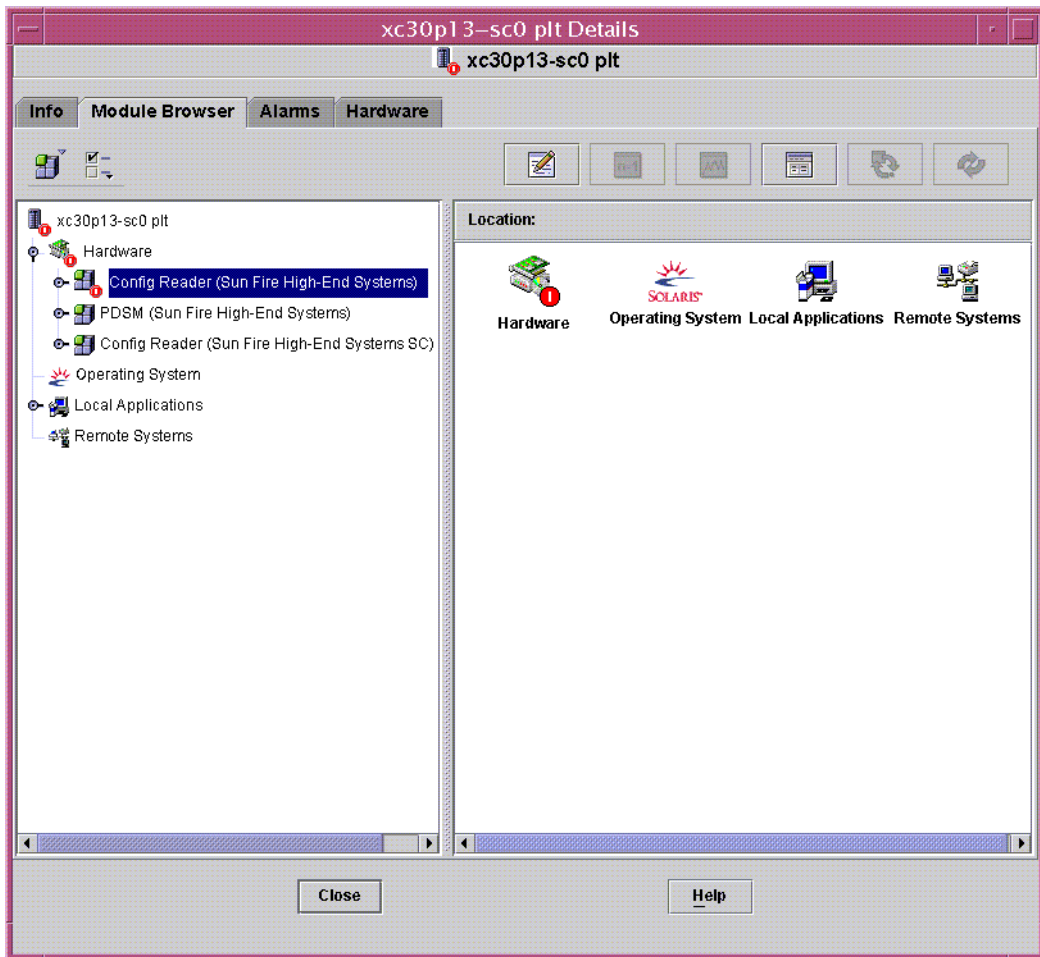 xc30p13–sc0 plt Details
xc30p13-sc0 plt
Info Module Browser Alarms Hardware
xc30p13-sc0 plt
Hardware
Config Reader (Sun Fire High-End Systems)
PDSM (Sun Fire High-End Systems)
Config Reader (Sun Fire High-End Systems SC)
Operating System
Local Applications
Remote Systems
Location:
SOLARIS
Hardware Operating System Local Applications Remote Systems
Close Help